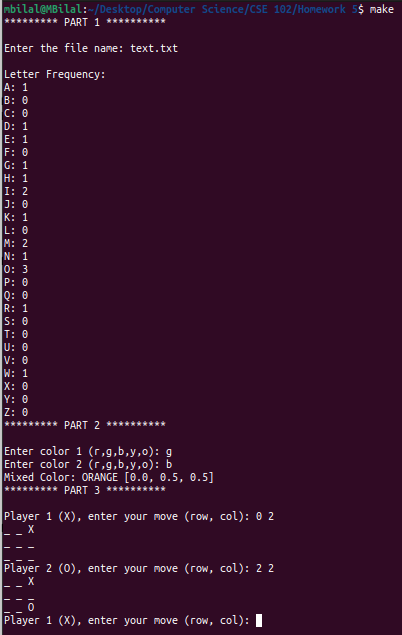 mbilal@MBilal:~/Desktop/Computer Science/CSE 102/Homework 5$ make
********* PART 1 **********
Enter the file name: text.txt
Letter Frequency:
A: 1
B: 0
C: 0
D: 1
E: 1
F: 0
G: 1
H: 1
I: 2
J: 0
K: 1
L: 0
M: 2
N: 1
O: 3
P: 0
Q: 0
R: 1
S: 0
T: 0
U: 0
V: 0
W: 1
X: 0
Y: 0
Z: 0
********* PART 2 **********
Enter color 1 (r,g,b,y,o): g
Enter color 2 (r,g,b,y,o): b
Mixed Color: ORANGE [0.0, 0.5, 0.5]
********* PART 3 **********
Player 1 (X), enter your move (row, col): 0 2
_ _ X
_ _ _
_ _ _
Player 2 (O), enter your move (row, col): 2 2
_ _ X
_ _ _
_ _ O
Player 1 (X), enter your move (row, col):